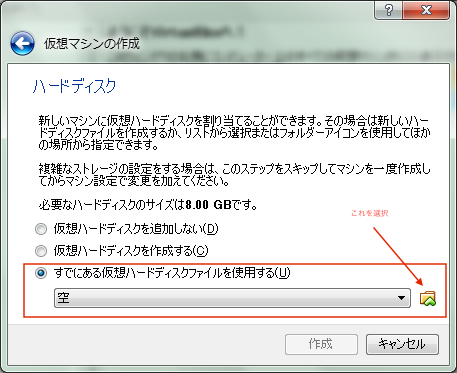 仮想マシンの作成
ハードディスク
新しいマシンに仮想ハードディスクを割り当てることができます。その場合は新しいハー
ドディスクファイルを作成するか、リストから選択またはフォルダーアイコンを使用してほか
の場所から指定できます。
複雑なストレージの設定をする場合は、このステップをスキップしてマシンを一度作成し
てからマシン設定で変更を加えてください。
必要なハードディスクのサイズは8.00 GBです。
これを選択
仮想ハードディスクを追加しない(D)
仮想ハードディスクを作成する(C)
すでにある仮想ハードディスクファイルを使用する(U)
空
作成
キャンセル